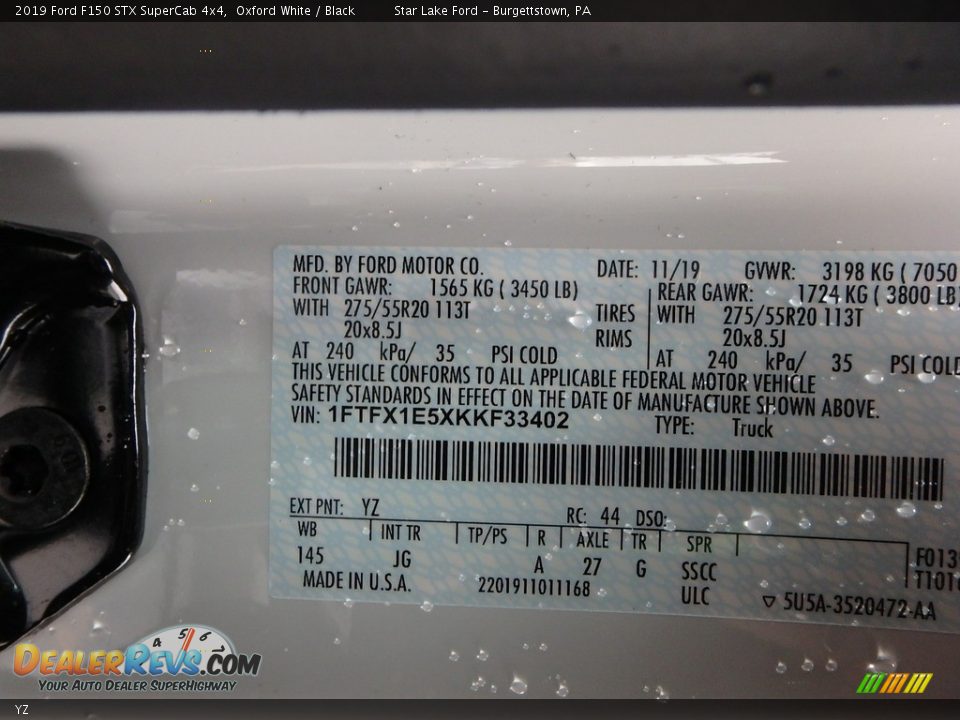 2019 Ford F150 STX SuperCab 4x4, Oxford White / Black Star Lake Ford - Burgettstown, PA
MFD. BY FORD MOTOR CO. DATE: 11/19 GVWR: 3198 KG ( 7050
FRONT GAWR: 1565 KG ( 3450 LB) REAR GAWR: 1724 KG ( 3800 LB)
WITH 275/55R20 113T TIRES WITH 275/55R20 113T
20x8.5J RIMS 20x8.5J
AT 240 kPa/ 35 PSI COLD AT 240 kPa/ 35 PSI COLD
THIS VEHICLE CONFORMS TO ALL APPLICABLE FEDERAL MOTOR VEHICLE
SAFETY STANDARDS IN EFFECT ON THE DATE OF MANUFACTURE SHOWN ABOVE.
VIN: 1FTFX1E5XKKF33402 TYPE: Truck
EXT PNT: YZ RC: 44 DSO:
WB INT TR TP/PS R AXLE TR SPR
145 JG A 27 G SSCC F013
MADE IN U.S.A. 2201911011168 ULC
▽ 5U5A-3520472-AA
4 5 6
DEALERREVS.COM
YOUR AUTO DEALER SUPERHIGHWAY
YZ